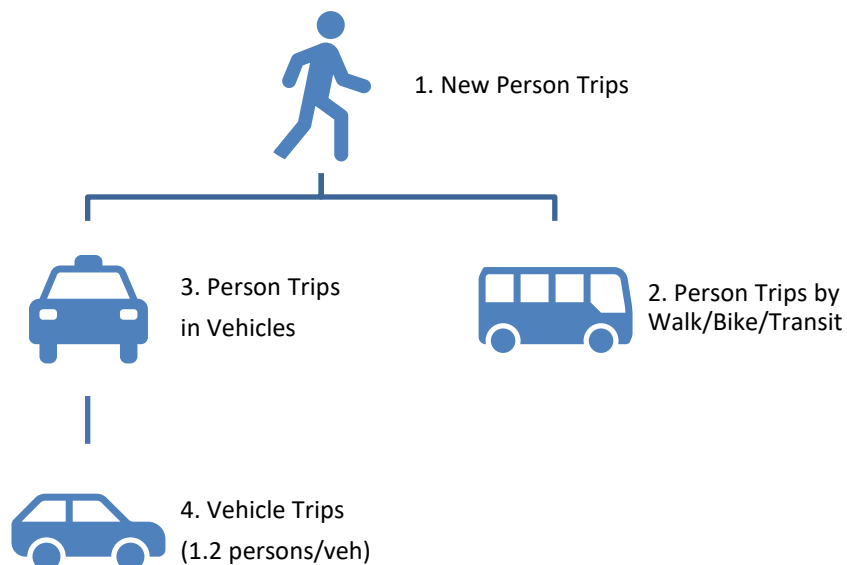 1. New Person Trips
3. Person Trips
in Vehicles
2. Person Trips by
Walk/Bike/Transit
4. Vehicle Trips
(1.2 persons/veh)